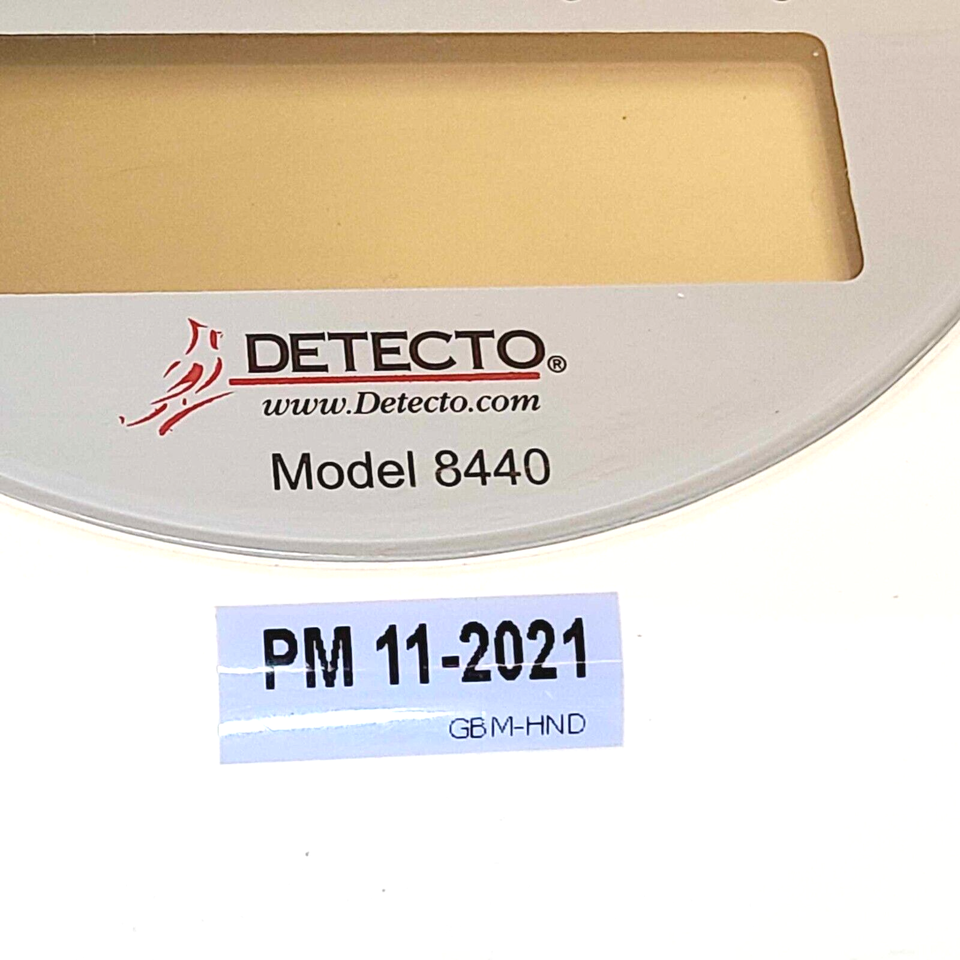 DETECTO®
www.Detecto.com
Model 8440
PM 11-2021
GBM-HND